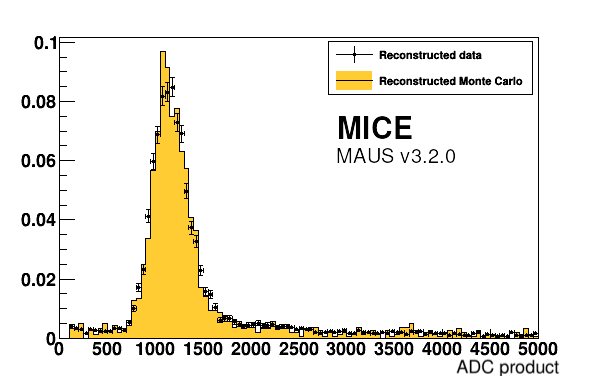 0.1
Reconstructed data
Reconstructed Monte Carlo
0.08
MICE
MAUS v3.2.0
0.06
0.04
0.02
0
0 500 1000 1500 2000 2500 3000 3500 4000 4500 5000
ADC product